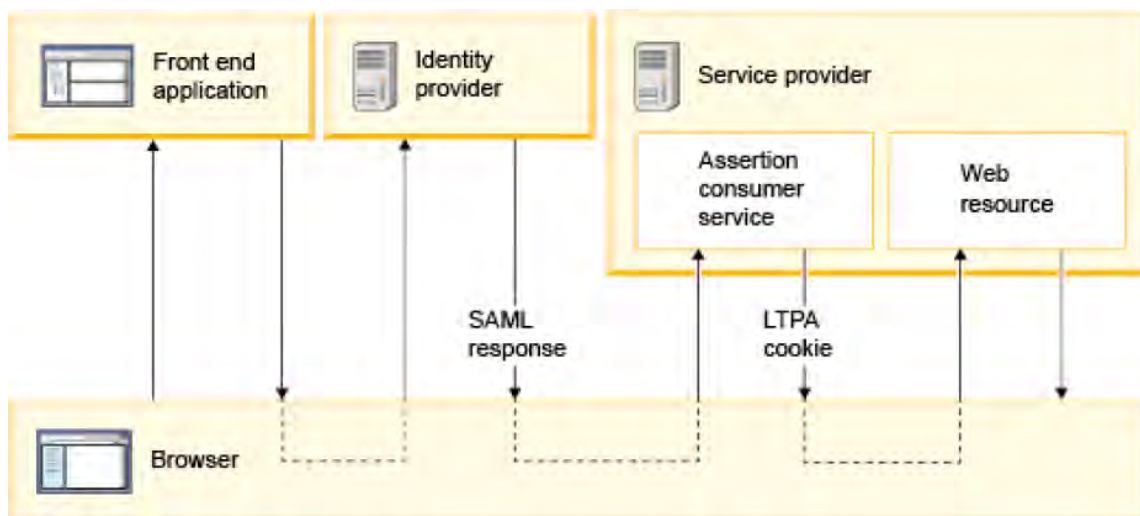 Front end
application
Identity
provider
Service provider
Assertion
consumer
service
Web
resource
SAML
response
LTPA
cookie
Browser